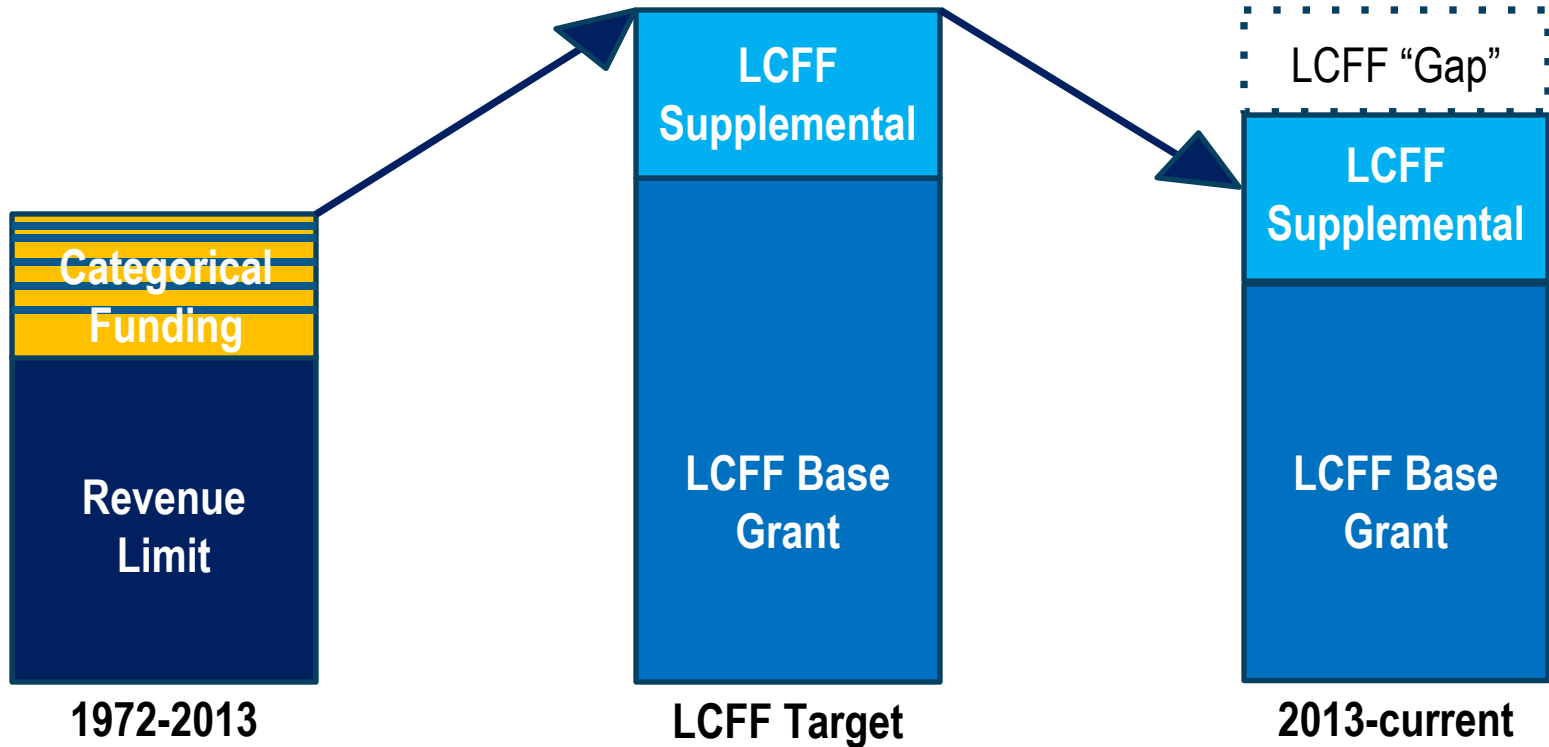 Categorical
Funding
Revenue
Limit
1972-2013
LCFF
Supplemental
LCFF Base
Grant
LCFF Target
LCFF “Gap”
LCFF
Supplemental
LCFF Base
Grant
2013-current